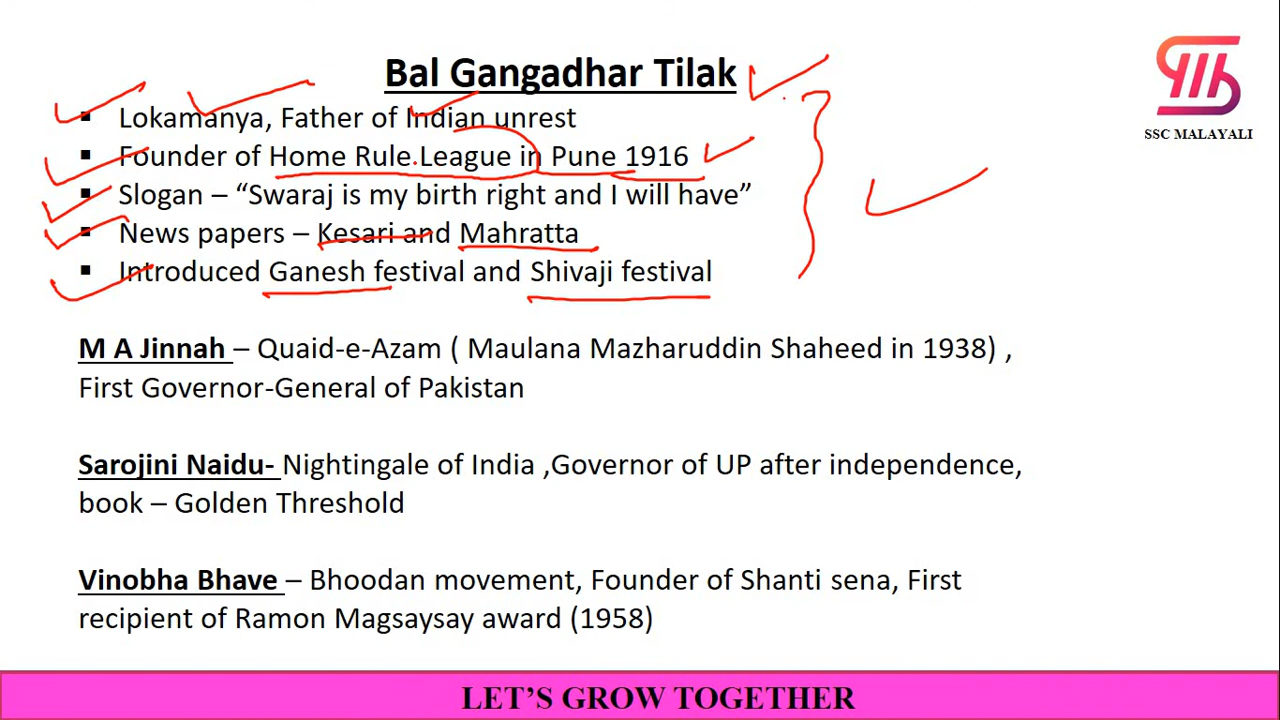 Bal Gangadhar Tilak
SSC MALAYALI
▪ Lokamanya, Father of Indian unrest
▪ Founder of Home Rule League in Pune 1916
▪ Slogan – “Swaraj is my birth right and I will have”
▪ News papers – Kesari and Mahratta
▪ Introduced Ganesh festival and Shivaji festival
M A Jinnah – Quaid-e-Azam ( Maulana Mazharuddin Shaheed in 1938) ,
First Governor-General of Pakistan
Sarojini Naidu- Nightingale of India ,Governor of UP after independence,
book – Golden Threshold
Vinobha Bhave – Bhoodan movement, Founder of Shanti sena, First
recipient of Ramon Magsaysay award (1958)
LET’S GROW TOGETHER